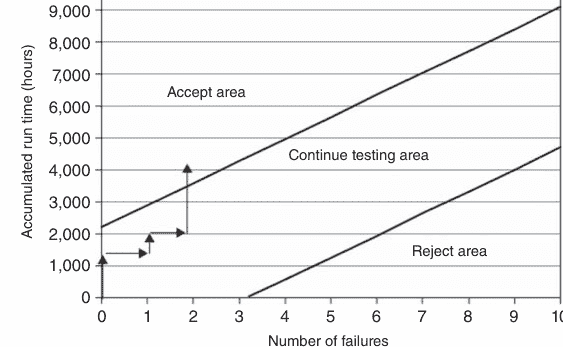 9,000
8,000
7,000
6,000
5,000
4,000
3,000
2,000
1,000
0
Accumulated run time (hours)
Accept area
Continue testing area
Reject area
0 1 2 3 4 5 6 7 8 9 10
Number of failures